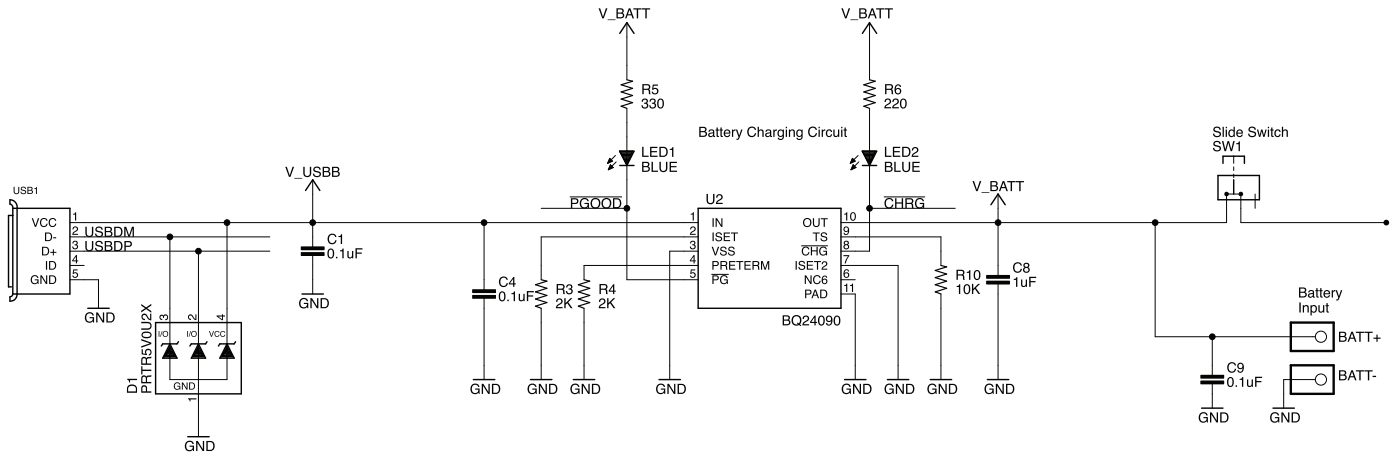 V_BATT
V_BATT
R5
330
R6
220
Battery Charging Circuit
Slide Switch
SW1
LED1
BLUE
LED2
BLUE
V_USBB
V_BATT
USB1
PGOOD
U2
CHRG
VCC 1
D- 2 USBDM
D+ 3 USBDP
ID 4
GND 5
1 IN
2 ISET
3 VSS
4 PRETERM
5 PG
OUT 10
TS 9
CHG 8
ISET2 7
NC6 6
PAD 11
BQ24090
C1
0.1uF
GND
GND
C4
0.1uF
R3
2K
R4
2K
R10
10K
C8
1uF
Battery
Input
BATT+
BATT-
3 2 4
I/O I/O VCC
GND
D1
PRTR5V0U2X
1
GND
GND
GND
GND
GND
GND
GND
GND
GND
C9
0.1uF
GND
GND